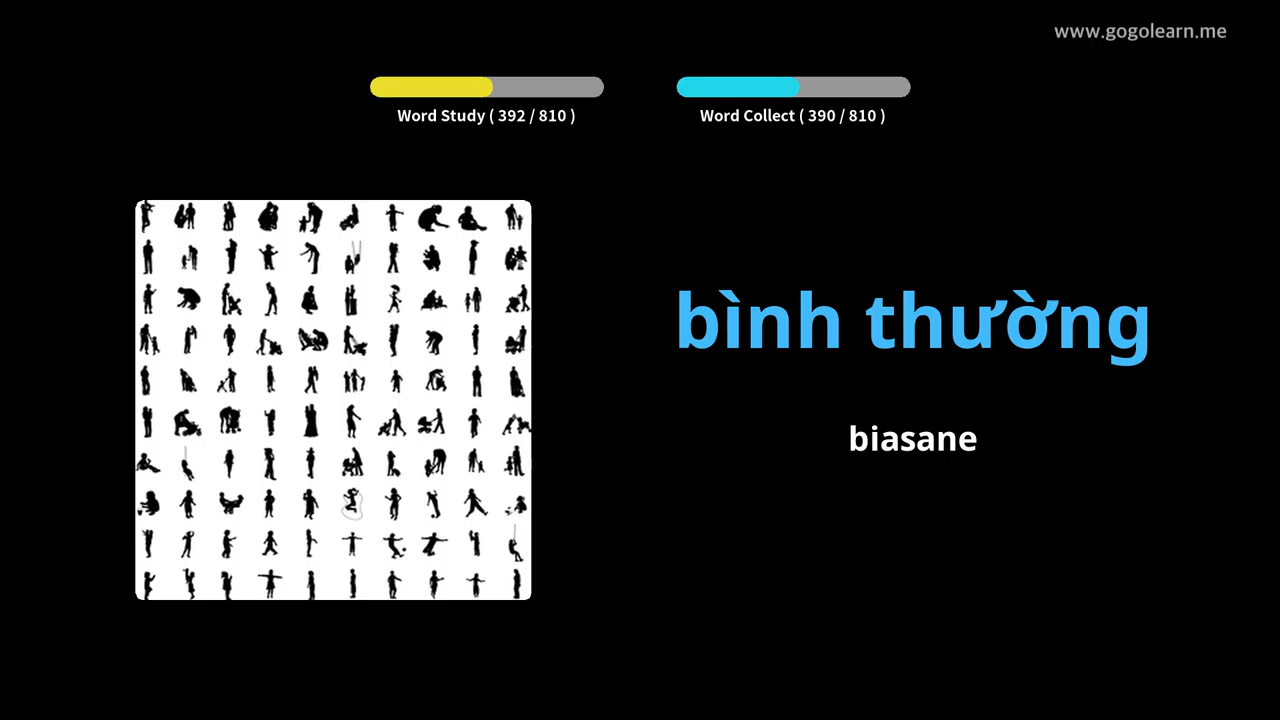 www.gogolearn.me
Word Study ( 392 / 810 )
Word Collect ( 390 / 810 )
bình thường
biasane